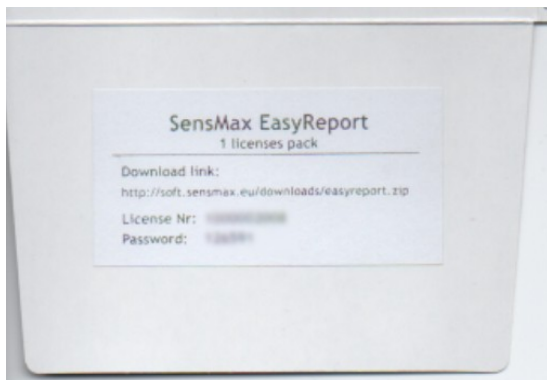 SensMax EasyReport
1 licenses pack
Download link:
http://soft.sensmax.eu/downloads/easyreport.zip
License Nr:
Password: